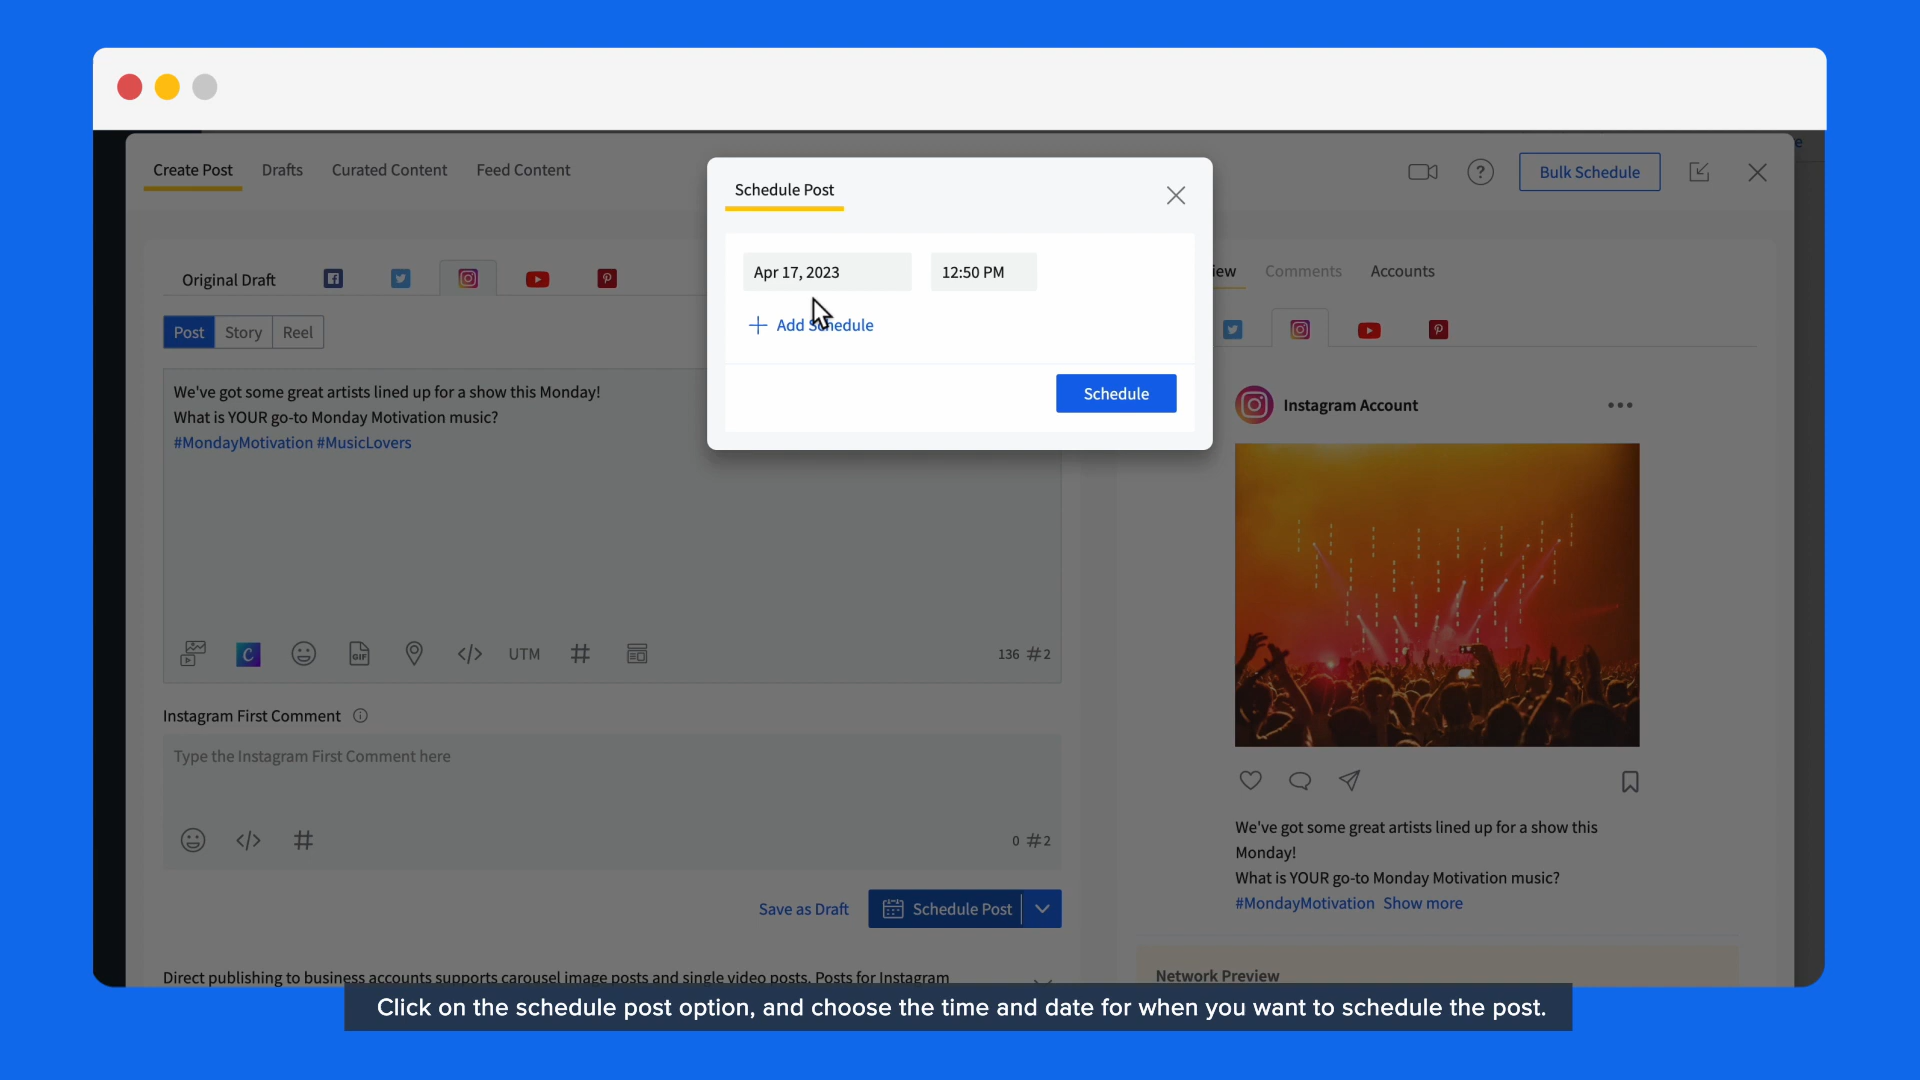 Create Post
Drafts
Curated Content
Feed Content
Bulk Schedule
Schedule Post
Apr 17, 2023
12:50 PM
Add Schedule
Schedule
Original Draft
Post
Story
Reel
We've got some great artists lined up for a show this Monday!
What is YOUR go-to Monday Motivation music?
#MondayMotivation #MusicLovers
GIF
UTM
136 #2
Instagram First Comment
Type the Instagram First Comment here
0 #2
Save as Draft
Schedule Post
Direct publishing to business accounts supports carousel image posts and single video posts. Posts for Instagram
Comments
Accounts
Instagram Account
We've got some great artists lined up for a show this
Monday!
What is YOUR go-to Monday Motivation music?
#MondayMotivation Show more
Network Preview
Click on the schedule post option, and choose the time and date for when you want to schedule the post.